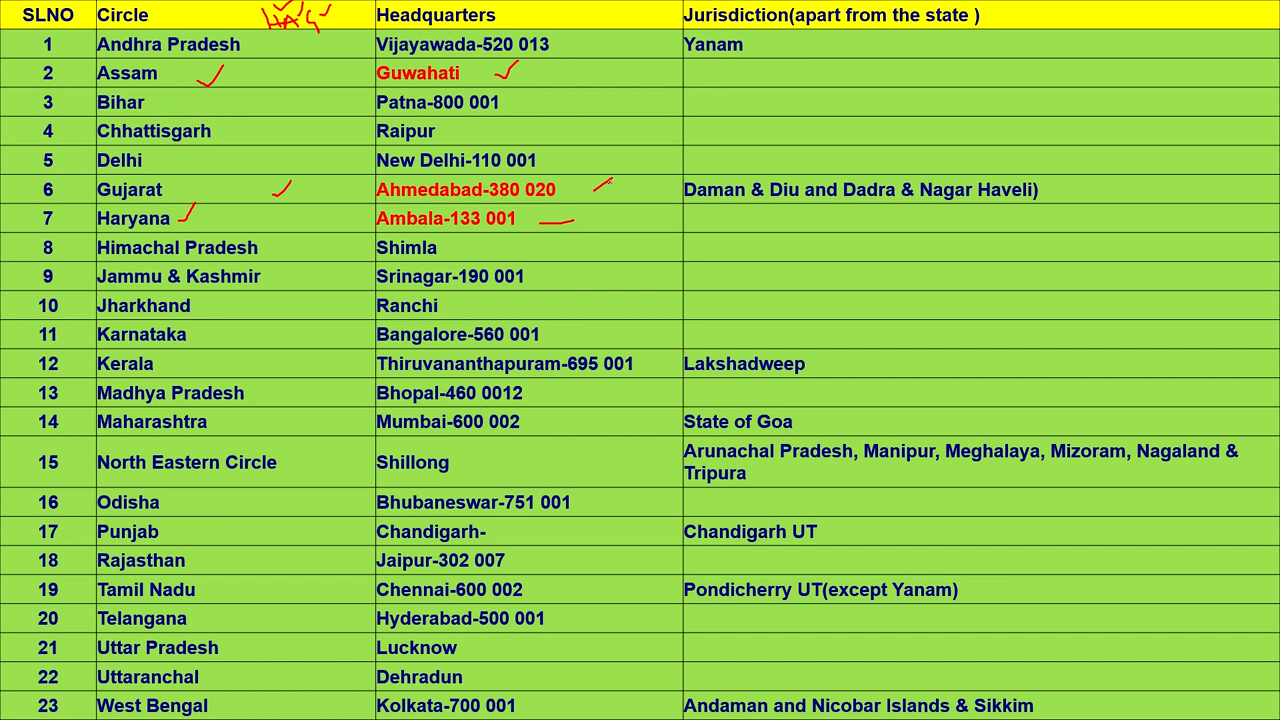 SLNO Circle HAG Headquarters Jurisdiction(apart from the state )
1 Andhra Pradesh Vijayawada-520 013 Yanam
2 Assam Guwahati
3 Bihar Patna-800 001
4 Chhattisgarh Raipur
5 Delhi New Delhi-110 001
6 Gujarat Ahmedabad-380 020 Daman & Diu and Dadra & Nagar Haveli)
7 Haryana Ambala-133 001
8 Himachal Pradesh Shimla
9 Jammu & Kashmir Srinagar-190 001
10 Jharkhand Ranchi
11 Karnataka Bangalore-560 001
12 Kerala Thiruvananthapuram-695 001 Lakshadweep
13 Madhya Pradesh Bhopal-460 0012
14 Maharashtra Mumbai-600 002 State of Goa
15 North Eastern Circle Shillong Arunachal Pradesh, Manipur, Meghalaya, Mizoram, Nagaland &
Tripura
16 Odisha Bhubaneswar-751 001
17 Punjab Chandigarh- Chandigarh UT
18 Rajasthan Jaipur-302 007
19 Tamil Nadu Chennai-600 002 Pondicherry UT(except Yanam)
20 Telangana Hyderabad-500 001
21 Uttar Pradesh Lucknow
22 Uttaranchal Dehradun
23 West Bengal Kolkata-700 001 Andaman and Nicobar Islands & Sikkim